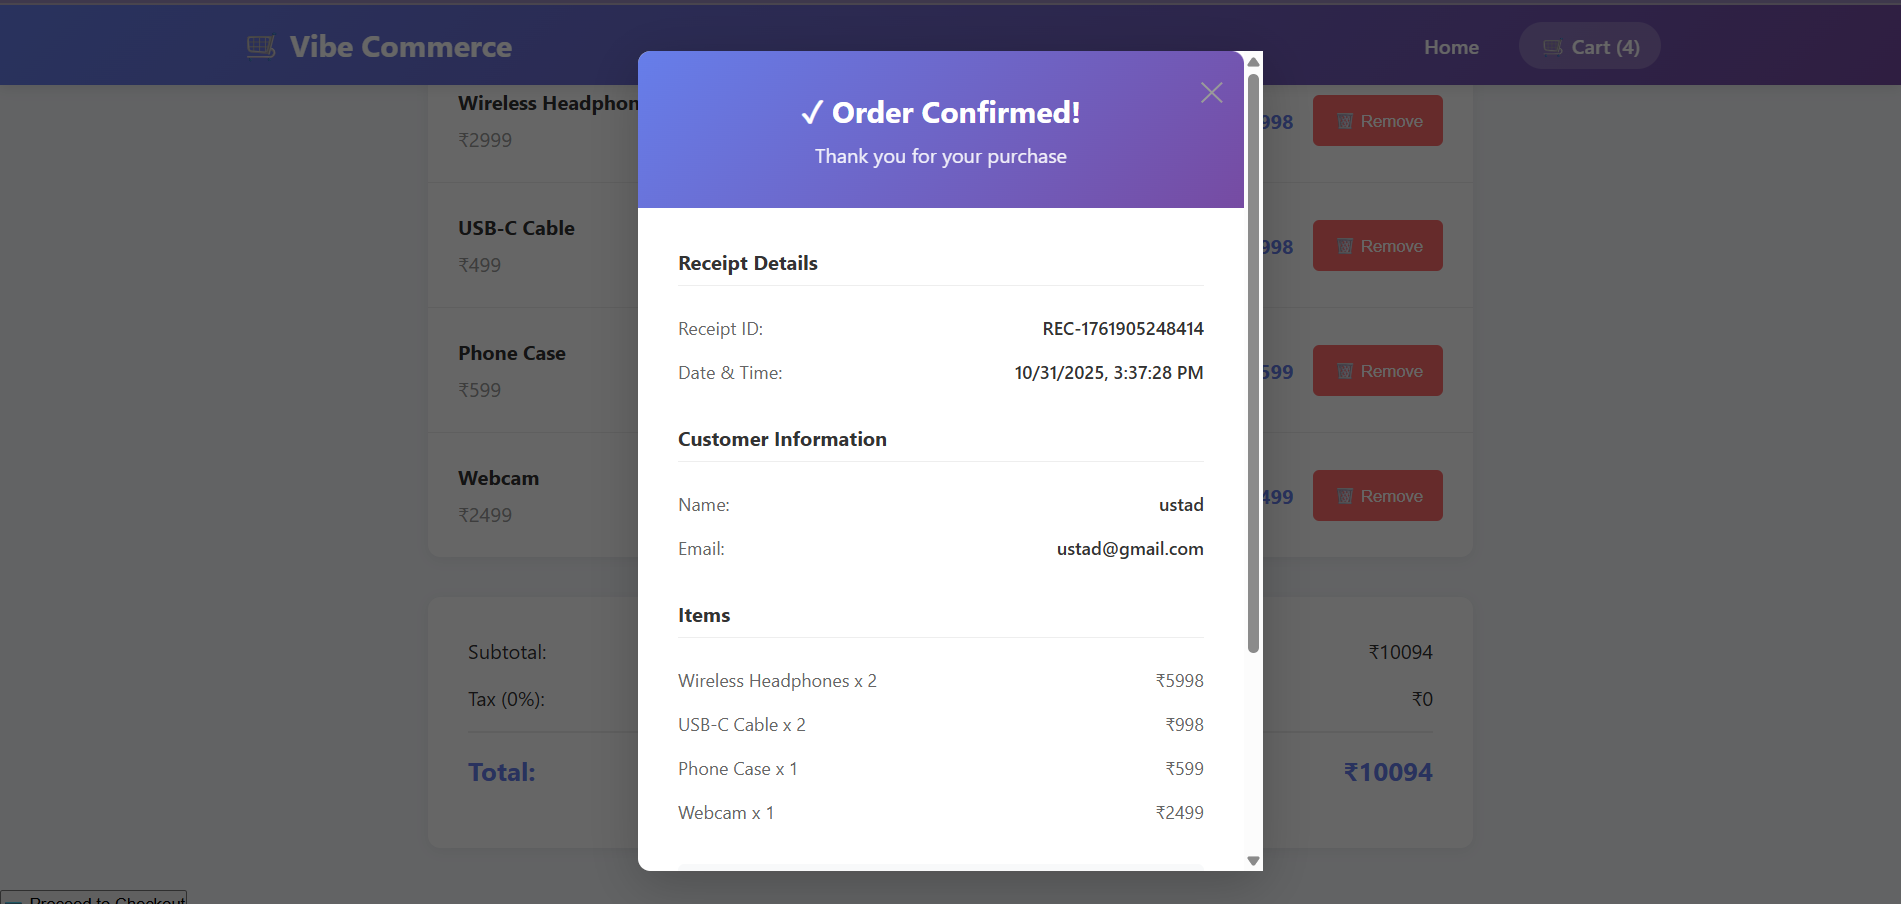 Vibe Commerce
Home
Cart (4)
✓ Order Confirmed!
Thank you for your purchase
Receipt Details
Receipt ID: REC-1761905248414
Date & Time: 10/31/2025, 3:37:28 PM
Customer Information
Name: ustad
Email: ustad@gmail.com
Items
Wireless Headphones x 2 ₹5998
USB-C Cable x 2 ₹998
Phone Case x 1 ₹599
Webcam x 1 ₹2499
Wireless Headphon
₹2999
998
Remove
USB-C Cable
₹499
998
Remove
Phone Case
₹599
599
Remove
Webcam
₹2499
499
Remove
Subtotal: ₹10094
Tax (0%): ₹0
Total: ₹10094
Proceed to Checkout